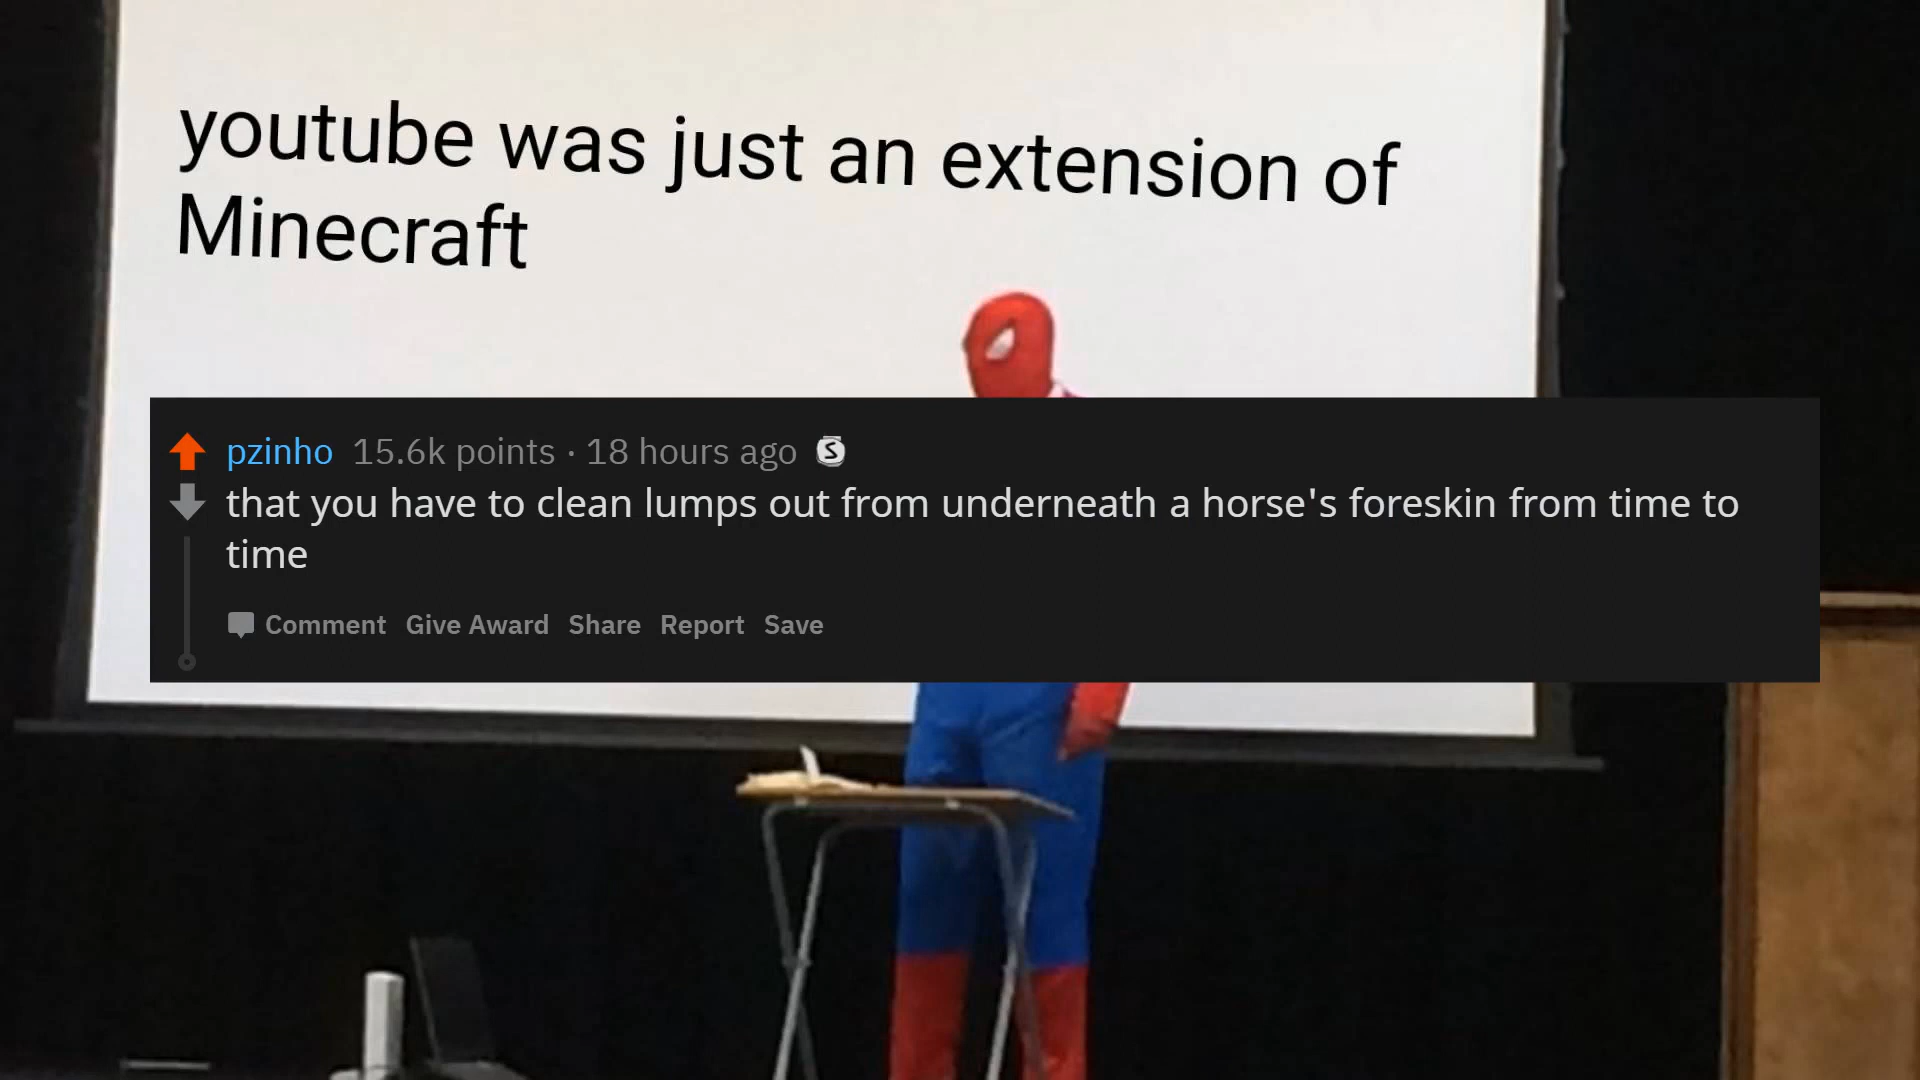 youtube was just an extension of
Minecraft
pzinho 15.6k points · 18 hours ago S
that you have to clean lumps out from underneath a horse's foreskin from time to
time
Comment Give Award Share Report Save